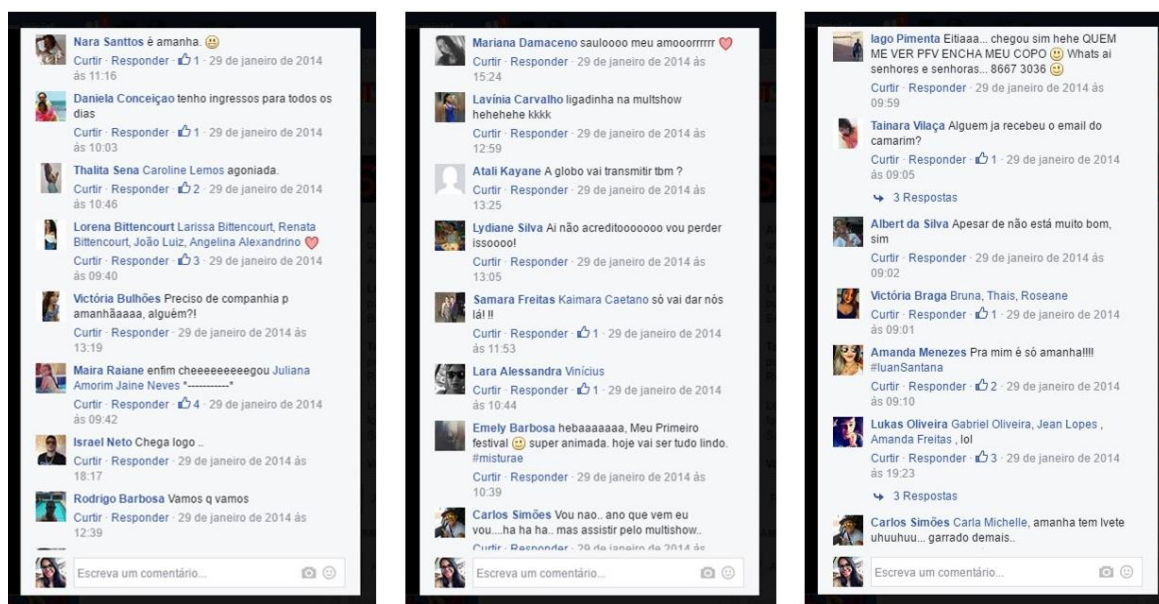 Nara Santtos é amanha.
Curtir · Responder · 1 · 29 de janeiro de 2014
às 11:16
Daniela Conceiçao tenho ingressos para todos os
dias
Curtir · Responder · 1 · 29 de janeiro de 2014
às 10:03
Thalita Sena Caroline Lemos agoniada.
Curtir · Responder · 2 · 29 de janeiro de 2014
às 10:46
Lorena Bittencourt Larissa Bittencourt, Renata
Bittencourt, João Luiz, Angelina Alexandrino
Curtir · Responder · 3 · 29 de janeiro de 2014
às 09:40
Victória Bulhões Preciso de companhia p
amanhãaaaa, alguém?!
Curtir · Responder · 29 de janeiro de 2014 às
13:19
Maira Raiane enfim cheeeeeeeeegou Juliana
Amorim Jaine Neves *-----------*
Curtir · Responder · 4 · 29 de janeiro de 2014
às 09:42
Israel Neto Chega logo ..
Curtir · Responder · 29 de janeiro de 2014 às
18:17
Rodrigo Barbosa Vamos q vamos
Curtir · Responder · 29 de janeiro de 2014 às
12:39
Escreva um comentário...
Mariana Damaceno sauloooo meu amooorrrrrr
Curtir · Responder · 29 de janeiro de 2014 às
15:24
Lavínia Carvalho ligadinha na multshow
hehehehe kkkk
Curtir · Responder · 29 de janeiro de 2014 às
12:59
Atali Kayane A globo vai transmitir tbm ?
Curtir · Responder · 29 de janeiro de 2014 às
13:25
Lydiane Silva Ai não acreditooooooo vou perder
issoooo!
Curtir · Responder · 29 de janeiro de 2014 às
13:05
Samara Freitas Kaimara Caetano só vai dar nós
lá! !!
Curtir · Responder · 1 · 29 de janeiro de 2014
às 11:53
Lara Alessandra Vinícius
Curtir · Responder · 1 · 29 de janeiro de 2014
às 10:44
Emely Barbosa hebaaaaaaa, Meu Primeiro
festival super animada. hoje vai ser tudo lindo.
#misturae
Curtir · Responder · 29 de janeiro de 2014 às
10:39
Carlos Simões Vou nao.. ano que vem eu
vou....ha ha ha.. mas assistir pelo multishow..
Curtir · Responder · 29 de janeiro de 2014 às
Escreva um comentário...
Iago Pimenta Eitiaaa... chegou sim hehe QUEM
ME VER PFV ENCHA MEU COPO Whats ai
senhores e senhoras... 8667 3036
Curtir · Responder · 29 de janeiro de 2014 às
09:59
Tainara Vilaça Alguem ja recebeu o email do
camarim?
Curtir · Responder · 1 · 29 de janeiro de 2014
às 09:05
3 Respostas
Albert da Silva Apesar de não está muito bom,
sim
Curtir · Responder · 29 de janeiro de 2014 às
09:02
Victória Braga Bruna, Thais, Roseane
Curtir · Responder · 1 · 29 de janeiro de 2014
às 09:01
Amanda Menezes Pra mim é só amanha!!!!
#luanSantana
Curtir · Responder · 2 · 29 de janeiro de 2014
às 09:10
Lukas Oliveira Gabriel Oliveira, Jean Lopes ,
Amanda Freitas , lol
Curtir · Responder · 3 · 29 de janeiro de 2014
às 19:23
3 Respostas
Carlos Simões Carla Michelle, amanha tem Ivete
uhuuhuu... garrado demais..
Escreva um comentário...